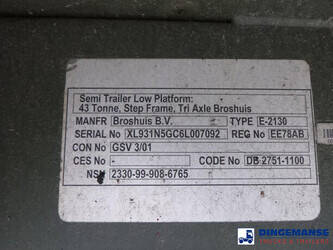 Semi Trailer Low Platform:
43 Tonne, Step Frame, Tri Axle Broshuis
MANFR Broshuis B.V. TYPE E-2130
SERIAL No XL931N5GC6L007092 REG No EE78AB
CON No GSV 3/01
CES No - CODE No DB 2751-1100
NSN 2330-99-908-6765
DINGEMANSE